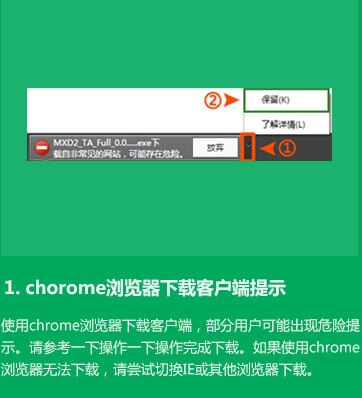 ② 保留(K)
了解详情(L)
MXD2_TA_Full_0.0.....exe下
载自非常见的网站，可能存在危险。
放弃
①
1. chorome浏览器下载客户端提示
使用chrome浏览器下载客户端，部分用户可能出现危险提
示。请参考一下操作一下操作完成下载。如果使用chrome
浏览器无法下载，请尝试切换IE或其他浏览器下载。